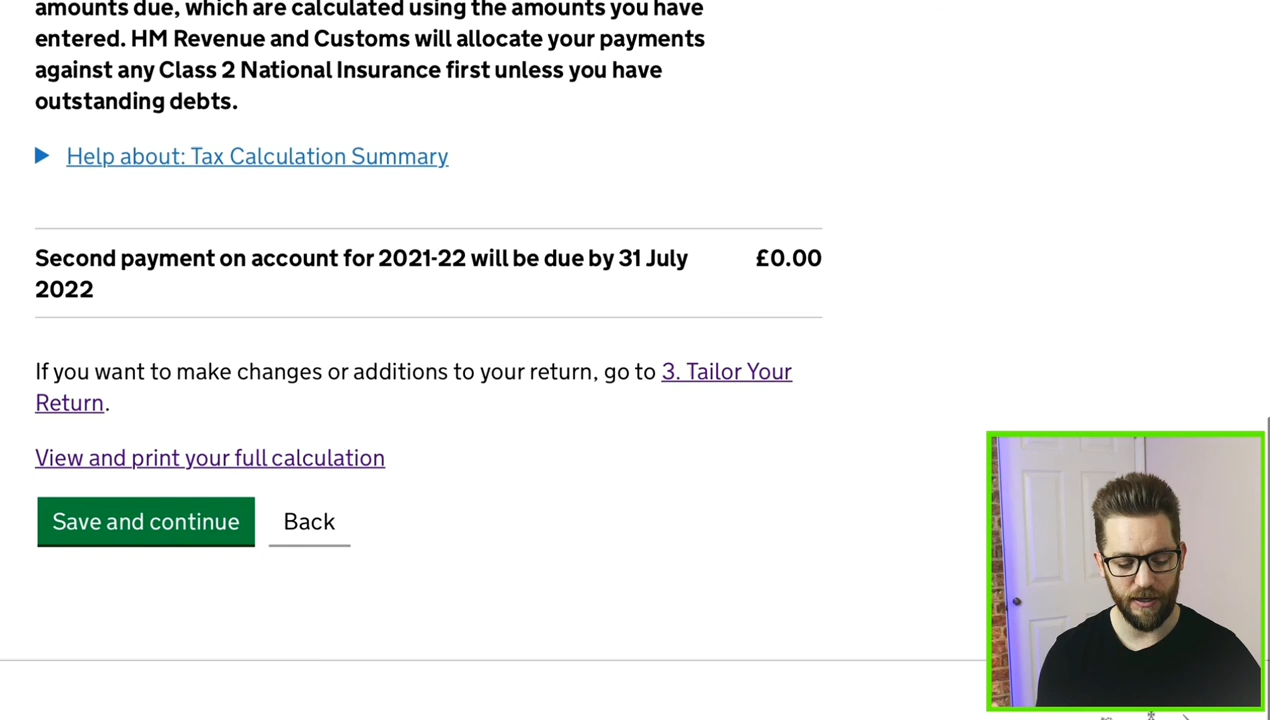 amounts due, which are calculated using the amounts you have
entered. HM Revenue and Customs will allocate your payments
against any Class 2 National Insurance first unless you have
outstanding debts.
Help about: Tax Calculation Summary
Second payment on account for 2021-22 will be due by 31 July £0.00
2022
If you want to make changes or additions to your return, go to 3. Tailor Your
Return.
View and print your full calculation
Save and continue Back